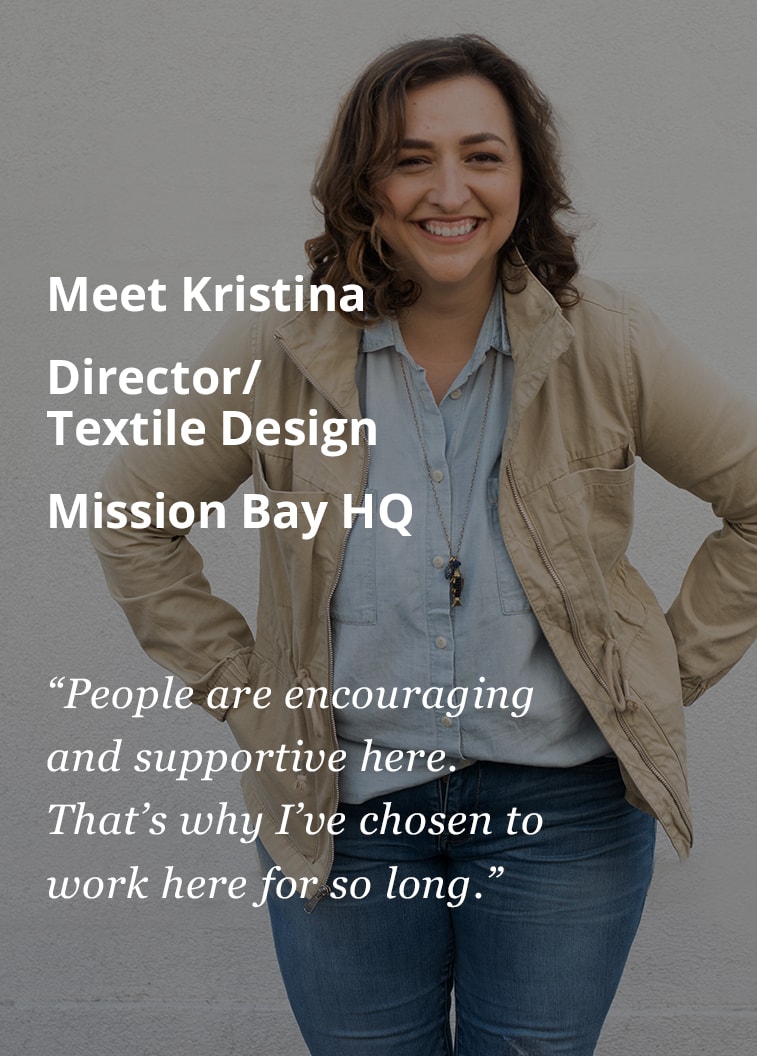 Meet Kristina
Director/
Textile Design
Mission Bay HQ
“People are encouraging
and supportive here.
That’s why I’ve chosen to
work here for so long.”